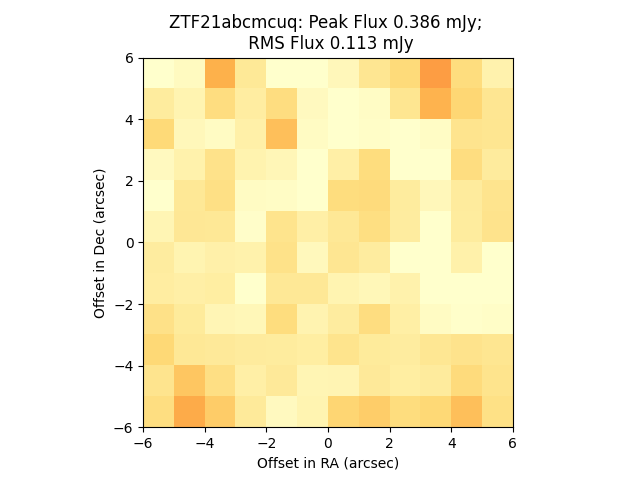 ZTF21abcmcuq: Peak Flux 0.386 mJy;
RMS Flux 0.113 mJy
6
4
2
0
−2
−4
−6
Offset in Dec (arcsec)
−6 −4 −2 0 2 4 6
Offset in RA (arcsec)